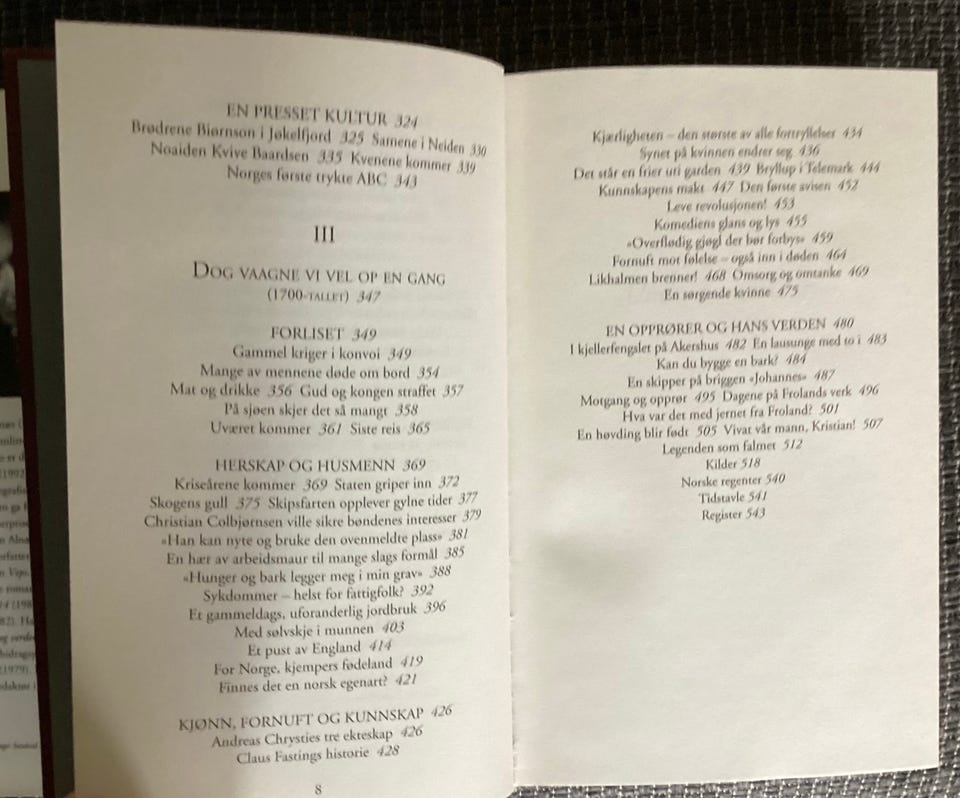 EN PRESSET KULTUR 324
Brødrene Biørnson i Jøkelfjord 325 Samene i Neiden 330
Noaiden Kvive Baardsen 335 Kvenene kommer 339
Norges første trykte ABC 343
III
DOG VAAGNE VI VEL OP EN GANG
(1700-TALLET) 347
FORLISET 349
Gammel kriger i konvoi 349
Mange av mennene døde om bord 354
Mat og drikke 356 Gud og kongen straffet 357
På sjøen skjer det så mangt 358
Uværet kommer 361 Siste reis 365
HERSKAP OG HUSMENN 369
Kriseårene kommer 369 Staten griper inn 372
Skogens gull 375 Skipsfarten opplever gylne tider 377
Christian Colbjørnsen ville sikre bøndenes interesser 379
«Han kan nyte og bruke den ovenmeldte plass» 381
En hær av arbeidsmaur til mange slags formål 385
«Hunger og bark legger meg i min grav» 388
Sykdommer – helst for fattigfolk? 392
Et gammeldags, uforanderlig jordbruk 396
Med sølvskje i munnen 403
Et pust av England 414
For Norge, kjempers fødeland 419
Finnes det en norsk egenart? 421
KJØNN, FORNUFT OG KUNNSKAP 426
Andreas Chrysties tre ekteskap 426
Claus Fastings historie 428
8
Kjærligheten – den største av alle fortryllelser 434
Synet på kvinnen endrer seg 436
Det står en frier uti garden 439 Bryllup i Telemark 444
Kunnskapens makt 447 Den første avisen 452
Leve revolusjonen! 453
Komediens glans og lys 455
«Overflødig gjøgl der bør forbys» 459
Fornuft mot følelse – også inn i døden 464
Likhalmen brenner! 468 Omsorg og omtanke 469
En sørgende kvinne 475
EN OPPRØRER OG HANS VERDEN 480
I kjellerfengslet på Akershus 482 En lausunge med to i 483
Kan du bygge en bark? 484
En skipper på briggen «Johannes» 487
Motgang og opprør 495 Dagene på Frolands verk 496
Hva var det med jernet fra Froland? 501
En høvding blir født 505 Vivat vår mann, Kristian! 507
Legenden som falmet 512
Kilder 518
Norske regenter 540
Tidstavle 541
Register 543